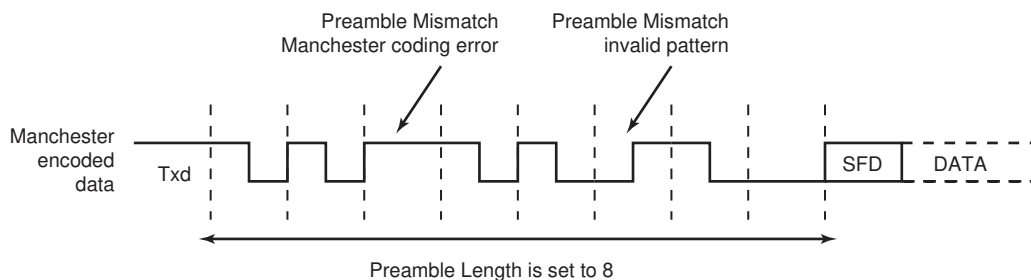 Preamble Mismatch
Manchester coding error
Preamble Mismatch
invalid pattern
Manchester
encoded
data
Txd
SFD
DATA
Preamble Length is set to 8